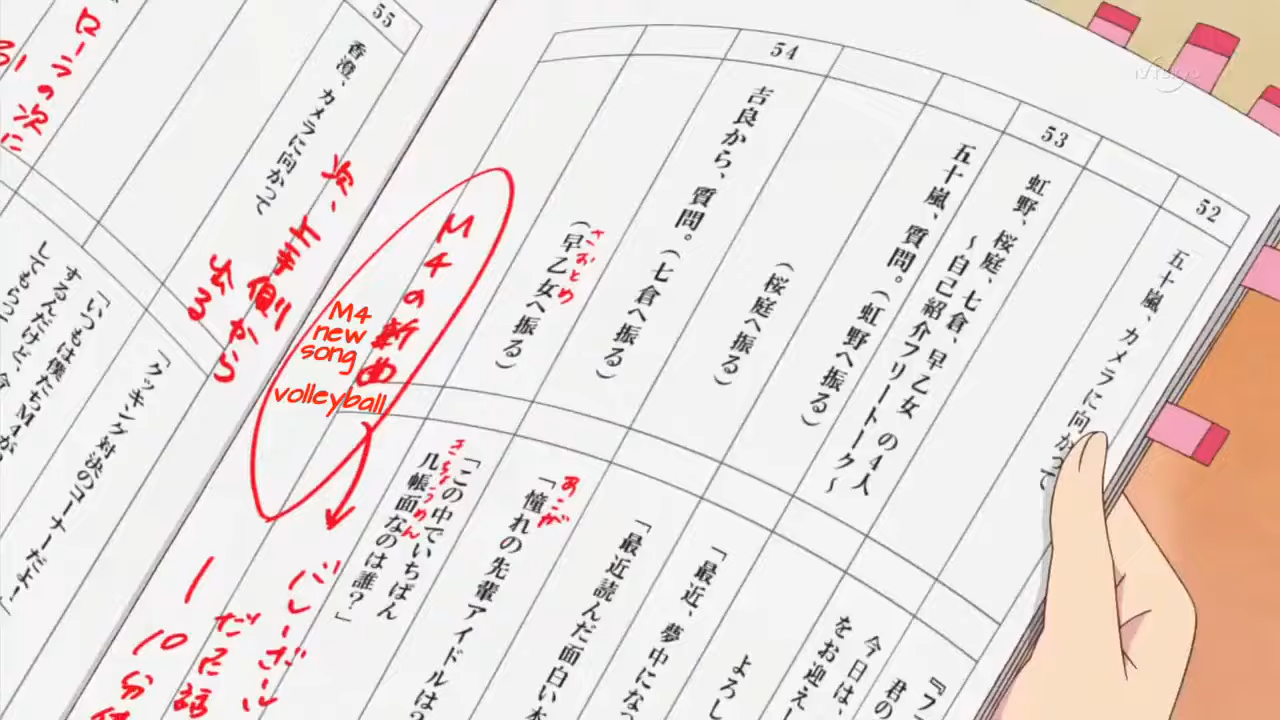 52
五十嵐、カメラに向かって
53
虹野、桜庭、七倉、早乙女 の4人
~自己紹介フリートーク~
五十嵐、質問。(虹野へ振る)
(桜庭へ振る)
54
吉良から、質問。(七倉へ振る)
さおとめ
(早乙女へ振る)
『フ
君の
今日は、
をお迎え
よろし
「最近、夢中にな
「最近読んだ面白い本
あこが
「憧れの先輩アイドルは?
「この中でいちばん
きちょうめん
几帳面なのは誰?」
M4の新曲
M4
new
song
volleyball
バレーボール
10分
55
香澄、カメラに向かって
次、上手側から
出る
ローラの次に
「クッキング対決のコーナーだよ!
「いつもは僕たちM4が
するんだけど、今
してもらっ